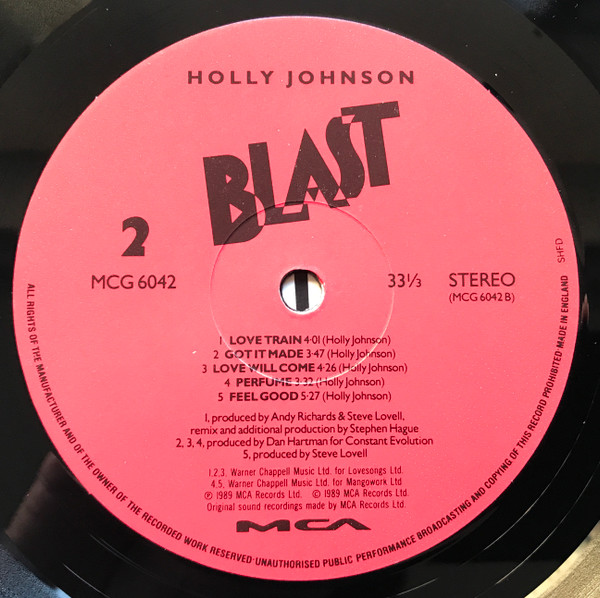 HOLLY JOHNSON
BLAST
2
MCG 6042
33⅓
STEREO
(MCG 6042 B)
SHFD
1 LOVE TRAIN 4·01 (Holly Johnson)
2 GOT IT MADE 3·47 (Holly Johnson)
3 LOVE WILL COME 4·26 (Holly Johnson)
4 PERFUME 3·32 (Holly Johnson)
5 FEEL GOOD 5·27 (Holly Johnson)
1, produced by Andy Richards & Steve Lovell,
remix and additional production by Stephen Hague
2, 3, 4, produced by Dan Hartman for Constant Evolution
5, produced by Steve Lovell
1,2,3. Warner Chappell Music Ltd. for Lovesongs Ltd.
4,5. Warner Chappell Music Ltd. for Mangowork Ltd
℗ 1989 MCA Records Ltd. © 1989 MCA Records Ltd.
Original sound recordings made by MCA Records Ltd.
MCA
ALL RIGHTS OF THE MANUFACTURER AND OF THE OWNER OF THE RECORDED WORK RESERVED·UNAUTHORISED PUBLIC PERFORMANCE BROADCASTING AND COPYING OF THIS RECORD PROHIBITED MADE IN ENGLAND